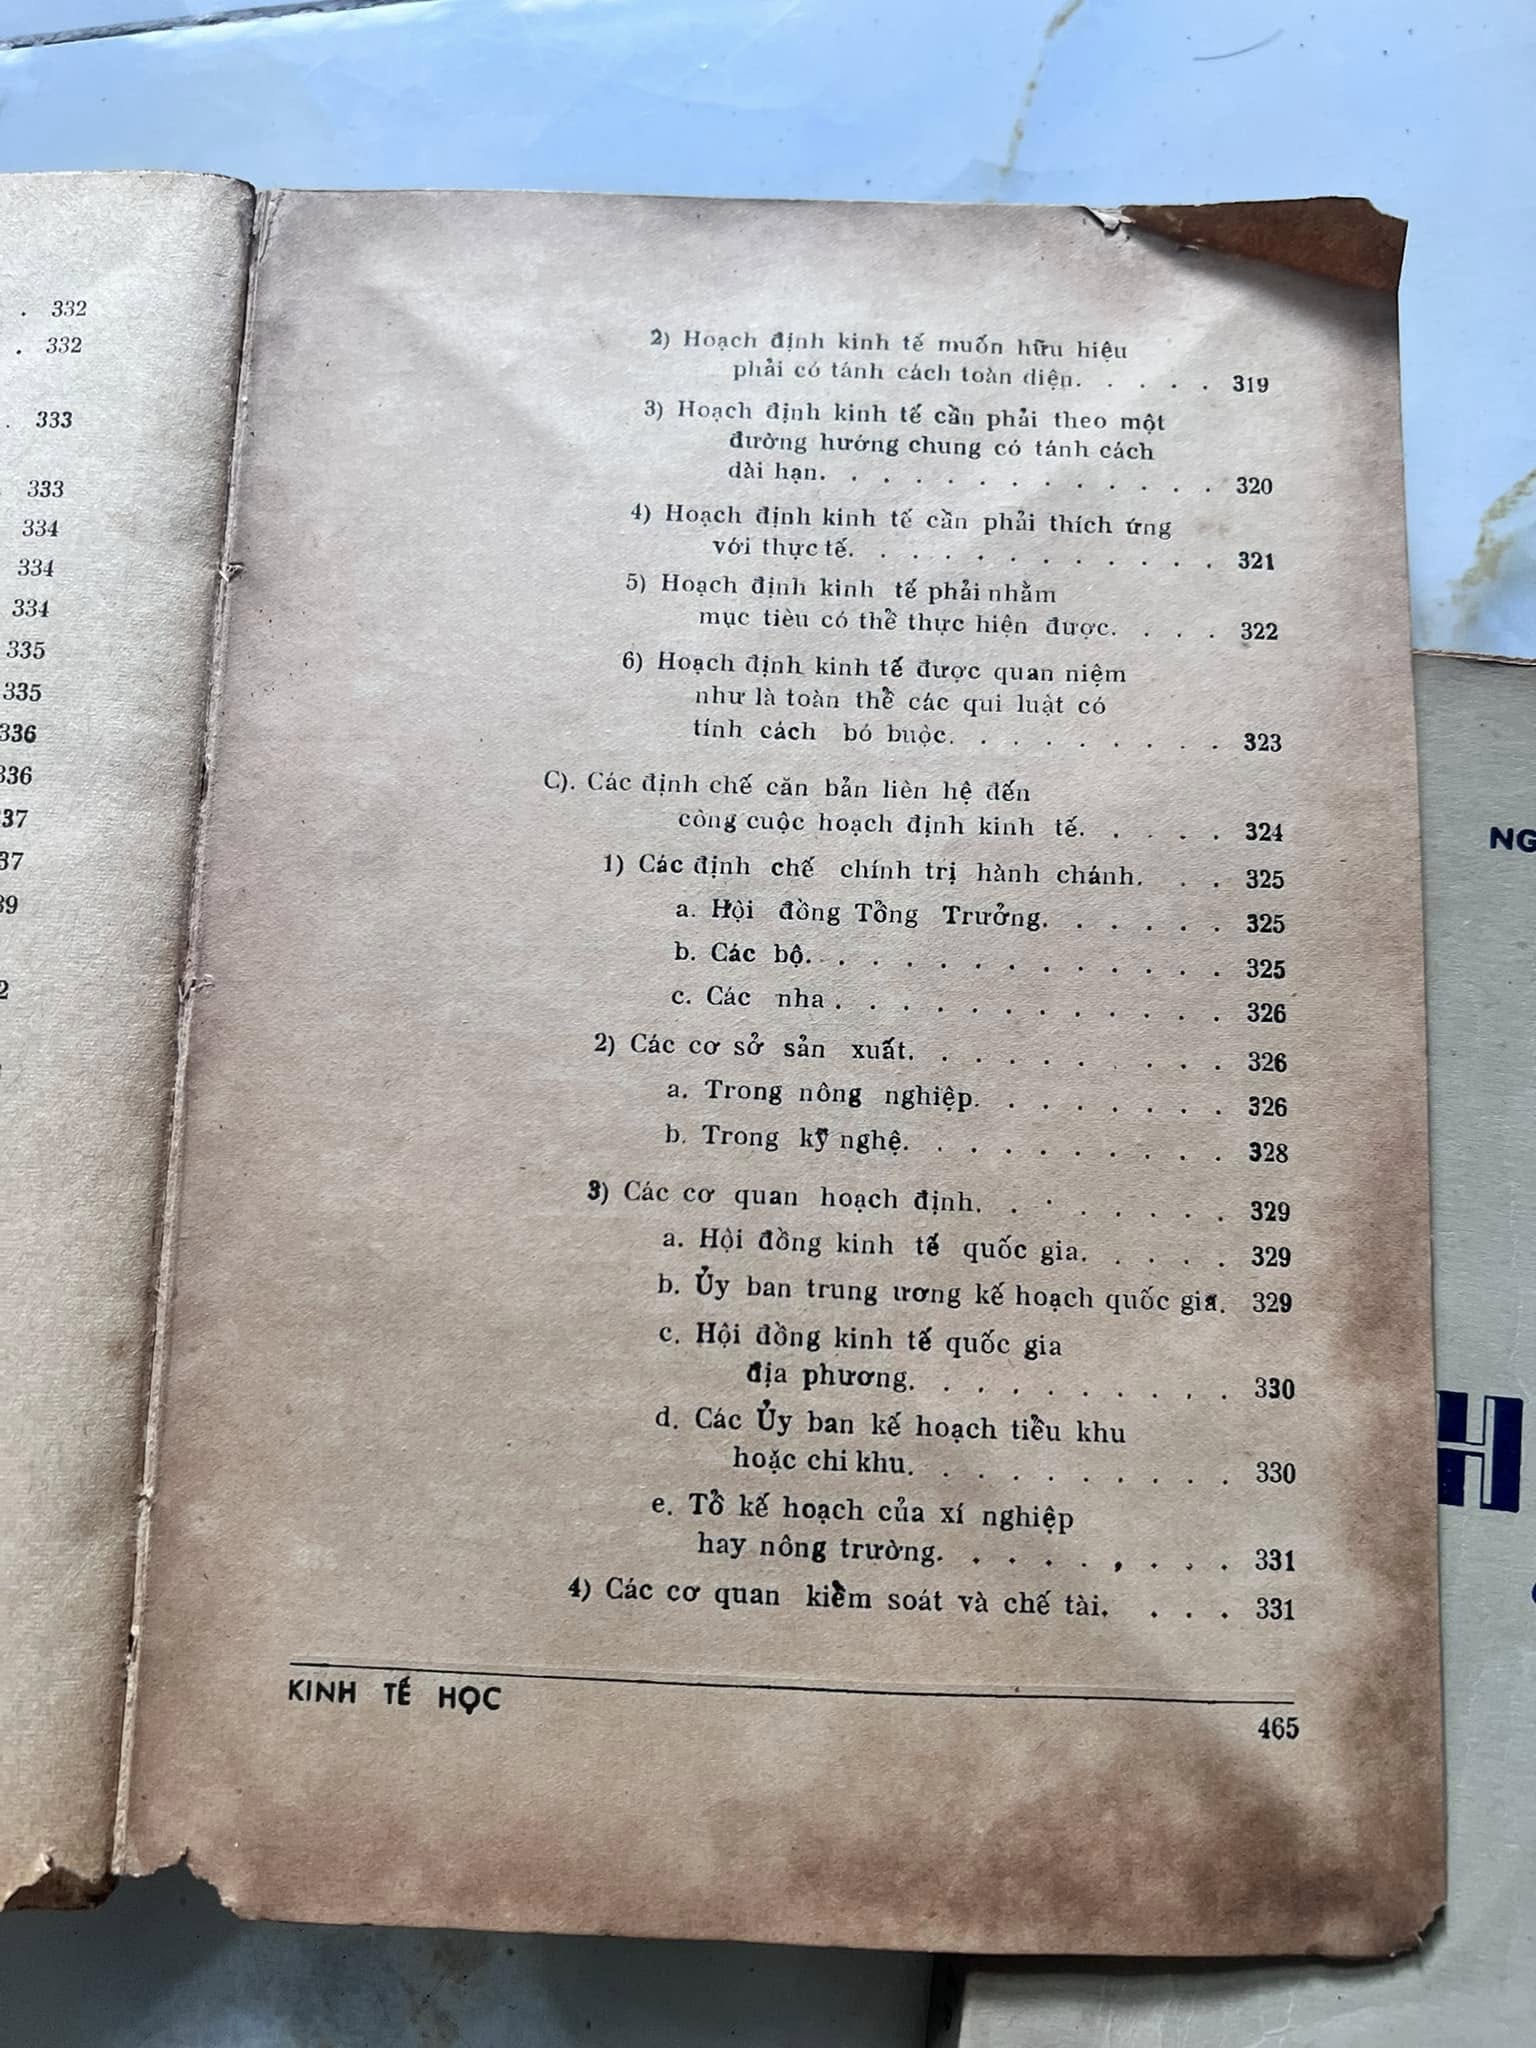 . 332
. 332
. 333
. 333
334
334
334
335
335
336
336
337
37
39
2
2) Hoạch định kinh tế muốn hữu hiệu
phải có tánh cách toàn diện. . . . . 319
3) Hoạch định kinh tế cần phải theo một
đường hướng chung có tánh cách
dài hạn. . . . . . . . . . . . . 320
4) Hoạch định kinh tế cần phải thích ứng
với thực tế. . . . . . . . . . . . 321
5) Hoạch định kinh tế phải nhằm
mục tiêu có thể thực hiện được. . . . 322
6) Hoạch định kinh tế được quan niệm
như là toàn thể các qui luật có
tính cách bó buộc. . . . . . . . . 323
C). Các định chế căn bản liên hệ đến
công cuộc hoạch định kinh tế. . . . . 324
1) Các định chế chính trị hành chánh. . . 325
a. Hội đồng Tổng Trưởng. . . . . . 325
b. Các bộ. . . . . . . . . . . . . 325
c. Các nha . . . . . . . . . . . . 326
2) Các cơ sở sản xuất. . . . . . . . . . 326
a. Trong nông nghiệp. . . . . . . . 326
b. Trong kỹ nghệ. . . . . . . . . . 328
3) Các cơ quan hoạch định. . . . . . . . 329
a. Hội đồng kinh tế quốc gia. . . . . 329
b. Ủy ban trung ương kế hoạch quốc gia. 329
c. Hội đồng kinh tế quốc gia
địa phương. . . . . . . . . . 330
d. Các Ủy ban kế hoạch tiểu khu
hoặc chi khu. . . . . . . . . . 330
e. Tổ kế hoạch của xí nghiệp
hay nông trường. . . . . . . . . 331
4) Các cơ quan kiểm soát và chế tài. . . . 331
KINH TẾ HỌC
465
NG
H